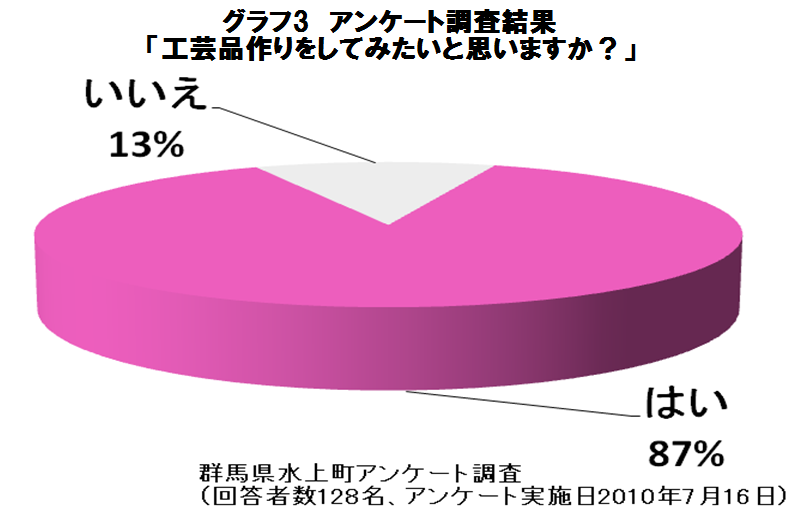 グラフ3　アンケート調査結果
「工芸品作りをしてみたいと思いますか？」
いいえ
13%
はい
87%
群馬県水上町アンケート調査
（回答者数128名、アンケート実施日2010年7月16日）